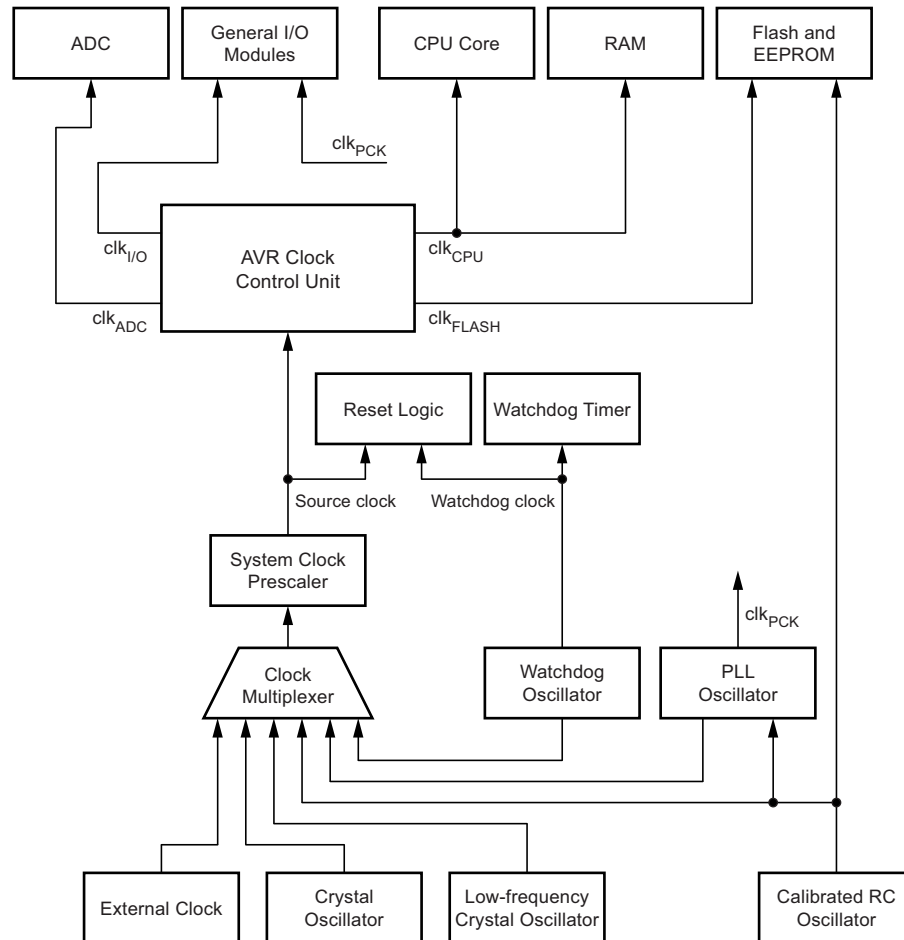 ADC
General I/O
Modules
CPU Core
RAM
Flash and
EEPROM
clkPCK
clkI/O
AVR Clock
Control Unit
clkCPU
clkADC
clkFLASH
Reset Logic
Watchdog Timer
Source clock
Watchdog clock
System Clock
Prescaler
clkPCK
Clock
Multiplexer
Watchdog
Oscillator
PLL
Oscillator
External Clock
Crystal
Oscillator
Low-frequency
Crystal Oscillator
Calibrated RC
Oscillator